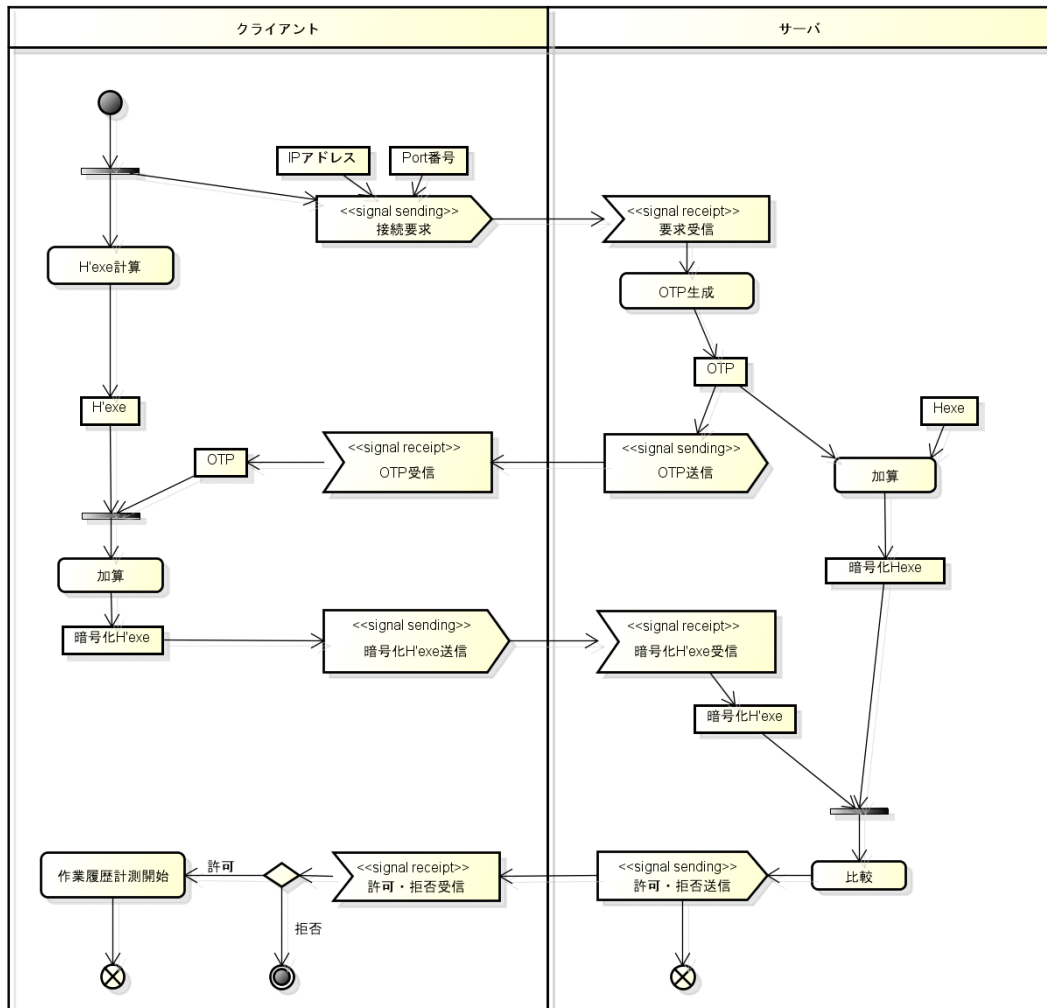 クライアント
サーバ
IPアドレス
Port番号
<<signal sending>>
接続要求
<<signal receipt>>
要求受信
H'exe計算
OTP生成
OTP
H'exe
Hexe
<<signal receipt>>
OTP受信
<<signal sending>>
OTP送信
OTP
加算
加算
暗号化Hexe
暗号化H'exe
<<signal sending>>
暗号化H'exe送信
<<signal receipt>>
暗号化H'exe受信
暗号化H'exe
作業履歴計測開始
許可
<<signal receipt>>
許可・拒否受信
<<signal sending>>
許可・拒否送信
比較
拒否